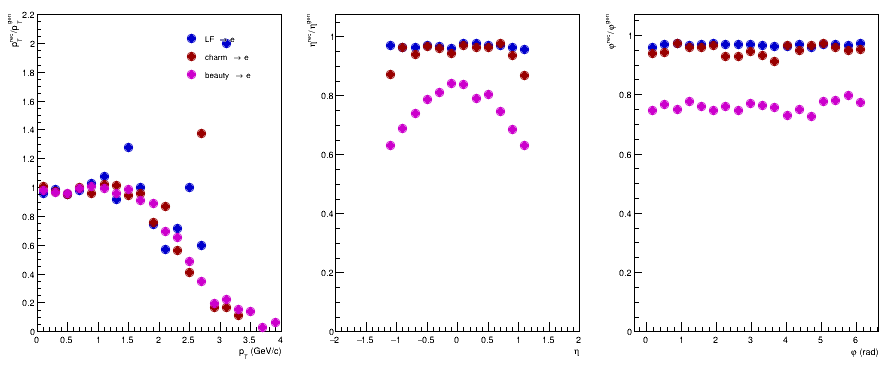 p_T^rec/p_T^gen
2.2
2
1.8
1.6
1.4
1.2
1
0.8
0.6
0.4
0.2
0
0 0.5 1 1.5 2 2.5 3 3.5 4
p_T (GeV/c)
LF → e
charm → e
beauty → e
η^rec/η^gen
1
0.8
0.6
0.4
0.2
0
−2 −1.5 −1 −0.5 0 0.5 1 1.5 2
η
φ^rec/φ^gen
1
0.8
0.6
0.4
0.2
0
0 1 2 3 4 5 6
φ (rad)